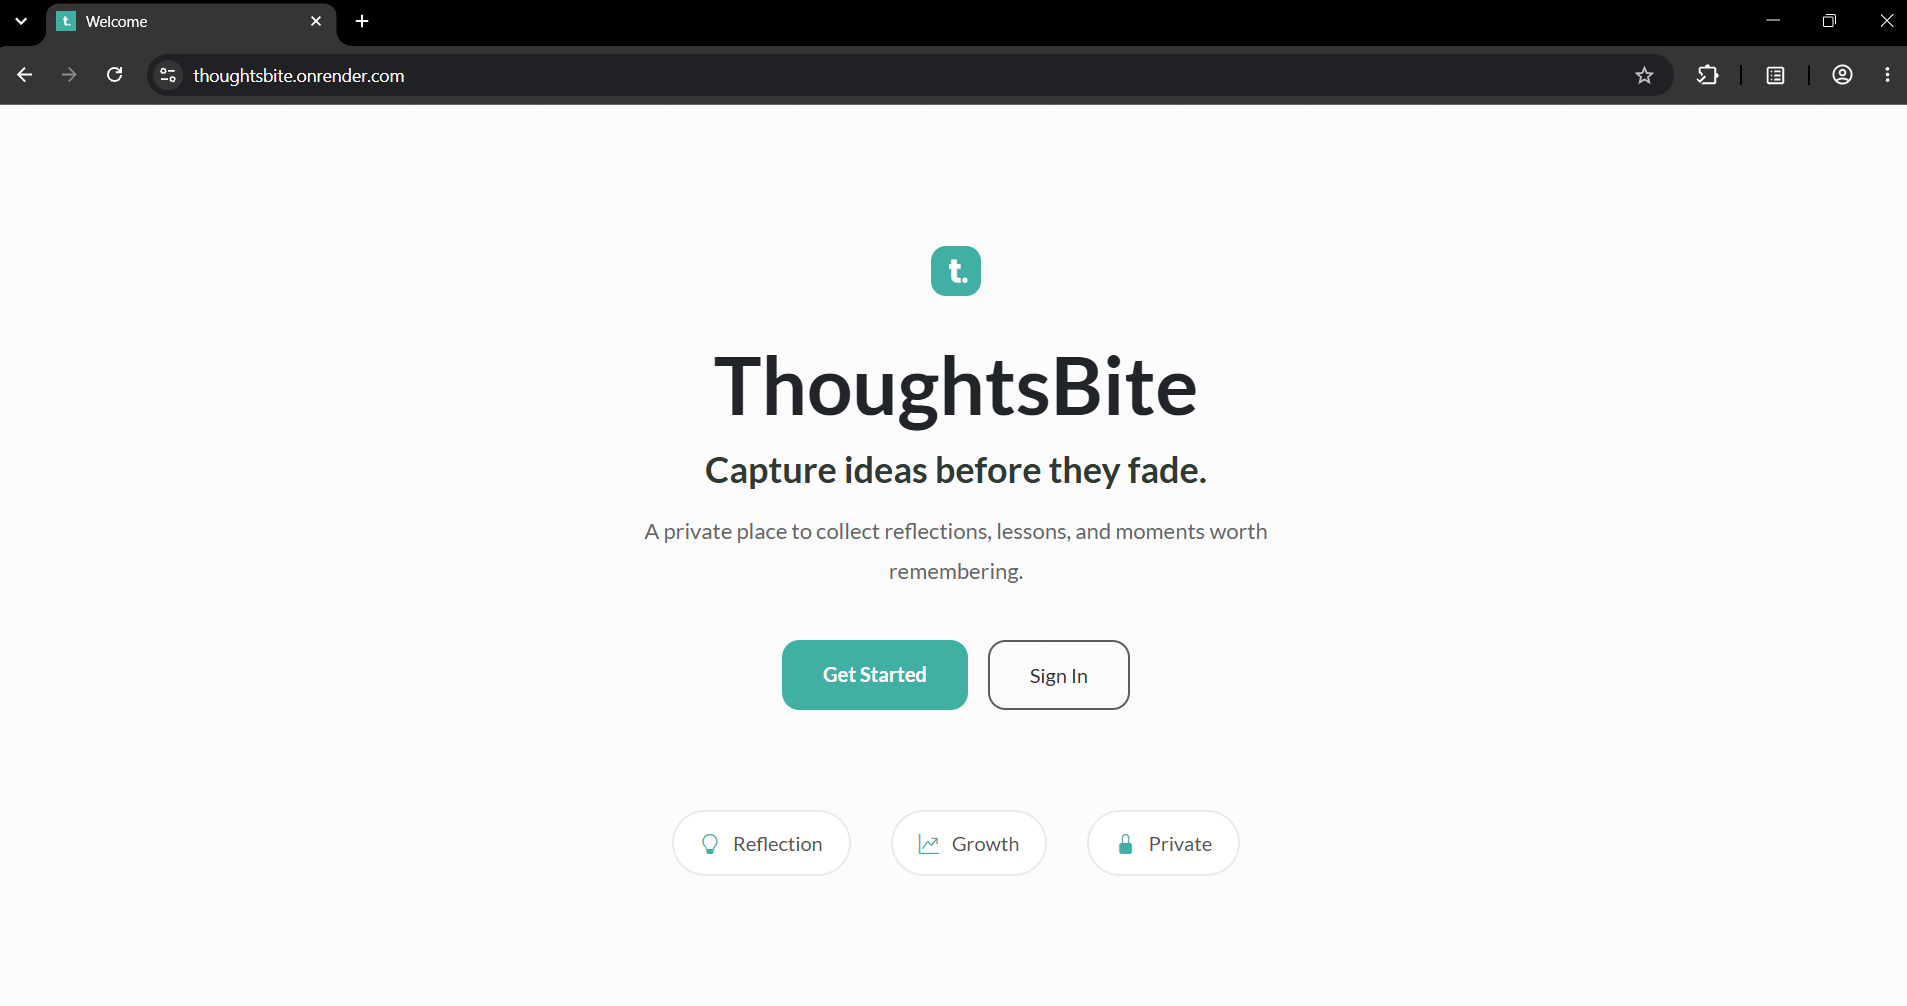 t. Welcome
thoughtsbite.onrender.com
t.
ThoughtsBite
Capture ideas before they fade.
A private place to collect reflections, lessons, and moments worth
remembering.
Get Started Sign In
Reflection Growth Private